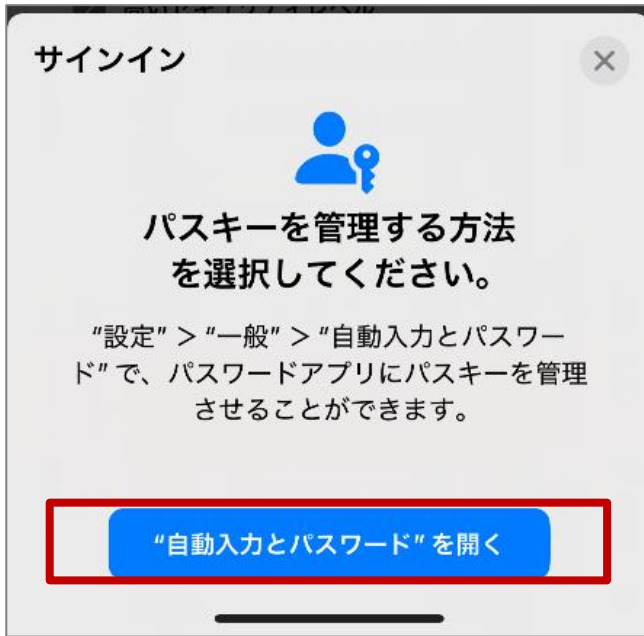 サインイン
パスキーを管理する方法
を選択してください。
"設定" > "一般" > "自動入力とパスワー
ド" で、パスワードアプリにパスキーを管理
させることができます。
"自動入力とパスワード" を開く